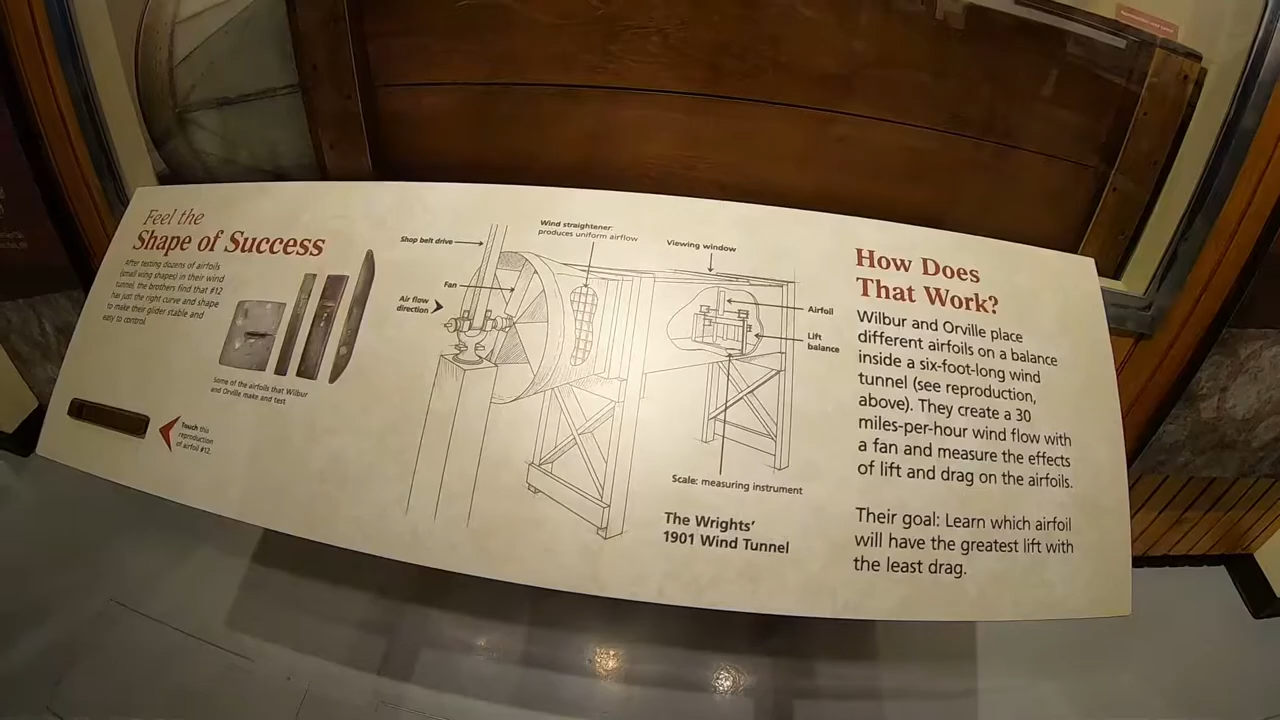 Feel the
Shape of Success
After testing dozens of airfoils
(small wing shapes) in their wind
tunnel, the brothers find that #12
has just the right curve and shape
to make their glider stable and
easy to control.
Some of the airfoils that Wilbur
and Orville make and test
Touch this
reproduction
of airfoil #12.
Shop belt drive
Wind straightener:
produces uniform airflow
Viewing window
Fan
Air flow
direction
Airfoil
Lift
balance
Scale: measuring instrument
The Wrights'
1901 Wind Tunnel
How Does
That Work?
Wilbur and Orville place
different airfoils on a balance
inside a six-foot-long wind
tunnel (see reproduction,
above). They create a 30
miles-per-hour wind flow with
a fan and measure the effects
of lift and drag on the airfoils.
Their goal: Learn which airfoil
will have the greatest lift with
the least drag.